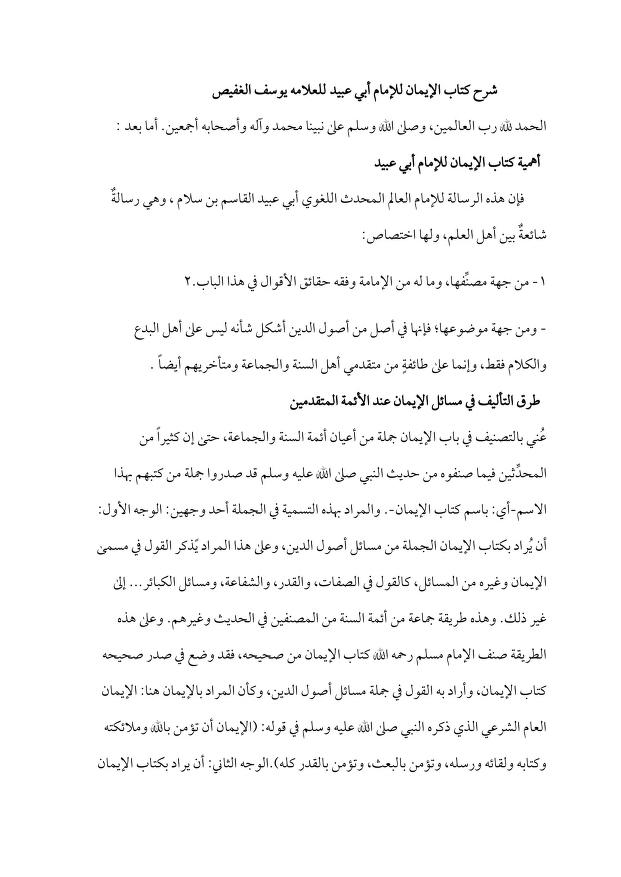 شرح كتاب الإيمان للإمام أبي عبيد للعلامه يوسف الغفيص
الحمد لله رب العالمين، وصلى الله وسلم على نبينا محمد وآله وأصحابه أجمعين. أما بعد :
أهمية كتاب الإيمان للإمام أبي عبيد
فإن هذه الرسالة للإمام العالم المحدث اللغوي أبي عبيد القاسم بن سلام ، وهي رسالةٌ
شائعةٌ بين أهل العلم، ولها اختصاص:
١- من جهة مصنِّفها، وما له من الإمامة وفقه حقائق الأقوال في هذا الباب.٢
- ومن جهة موضوعها؛ فإنها في أصل من أصول الدين أشكل شأنه ليس على أهل البدع
والكلام فقط، وإنما على طائفةٍ من متقدمي أهل السنة والجماعة ومتأخريهم أيضاً .
طرق التأليف في مسائل الإيمان عند الأئمة المتقدمين
عُني بالتصنيف في باب الإيمان جملة من أعيان أئمة السنة والجماعة، حتى إن كثيراً من
المحدِّثين فيما صنفوه من حديث النبي صلى الله عليه وسلم قد صدروا جملة من كتبهم بهذا
الاسم-أي: باسم كتاب الإيمان-. والمراد بهذه التسمية في الجملة أحد وجهين: الوجه الأول:
أن يُراد بكتاب الإيمان الجملة من مسائل أصول الدين، وعلى هذا المراد يًذكر القول في مسمى
الإيمان وغيره من المسائل، كالقول في الصفات، والقدر، والشفاعة، ومسائل الكبائر... إلى
غير ذلك. وهذه طريقة جماعة من أئمة السنة من المصنفين في الحديث وغيرهم. وعلى هذه
الطريقة صنف الإمام مسلم رحمه الله كتاب الإيمان من صحيحه، فقد وضع في صدر صحيحه
كتاب الإيمان، وأراد به القول في جملة مسائل أصول الدين، وكأن المراد بالإيمان هنا: الإيمان
العام الشرعي الذي ذكره النبي صلى الله عليه وسلم في قوله: (الإيمان أن تؤمن بالله وملائكته
وكتابه ولقائه ورسله، وتؤمن بالبعث، وتؤمن بالقدر كله).الوجه الثاني: أن يراد بكتاب الإيمان